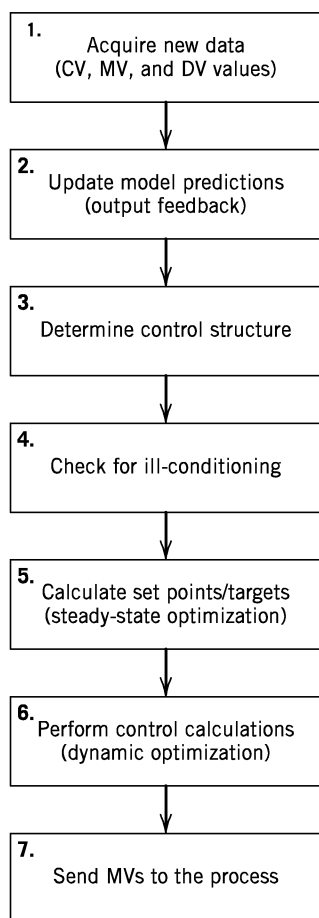 1.
Acquire new data
(CV, MV, and DV values)
2.
Update model predictions
(output feedback)
3.
Determine control structure
4.
Check for ill-conditioning
5.
Calculate set points/targets
(steady-state optimization)
6.
Perform control calculations
(dynamic optimization)
7.
Send MVs to the process